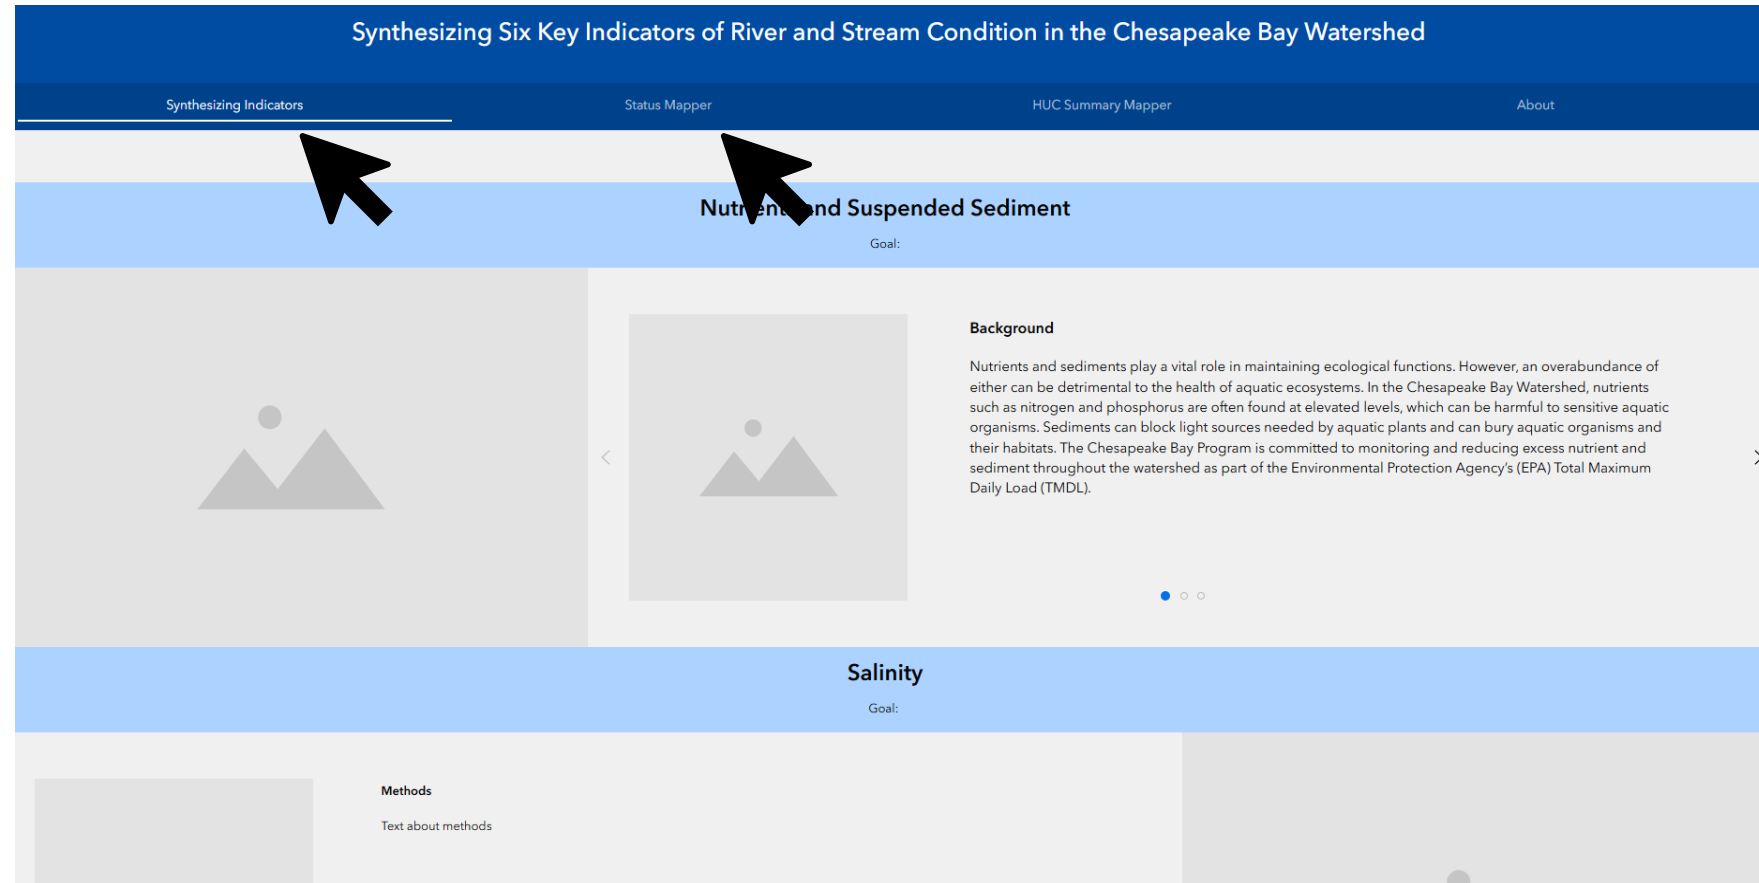 Synthesizing Six Key Indicators of River and Stream Condition in the Chesapeake Bay Watershed
Synthesizing Indicators
Status Mapper
HUC Summary Mapper
About
Nutrients and Suspended Sediment
Goal:
Background
Nutrients and sediments play a vital role in maintaining ecological functions. However, an overabundance of
either can be detrimental to the health of aquatic ecosystems. In the Chesapeake Bay Watershed, nutrients
such as nitrogen and phosphorus are often found at elevated levels, which can be harmful to sensitive aquatic
organisms. Sediments can block light sources needed by aquatic plants and can bury aquatic organisms and
their habitats. The Chesapeake Bay Program is committed to monitoring and reducing excess nutrient and
sediment throughout the watershed as part of the Environmental Protection Agency's (EPA) Total Maximum
Daily Load (TMDL).
Salinity
Goal:
Methods
Text about methods